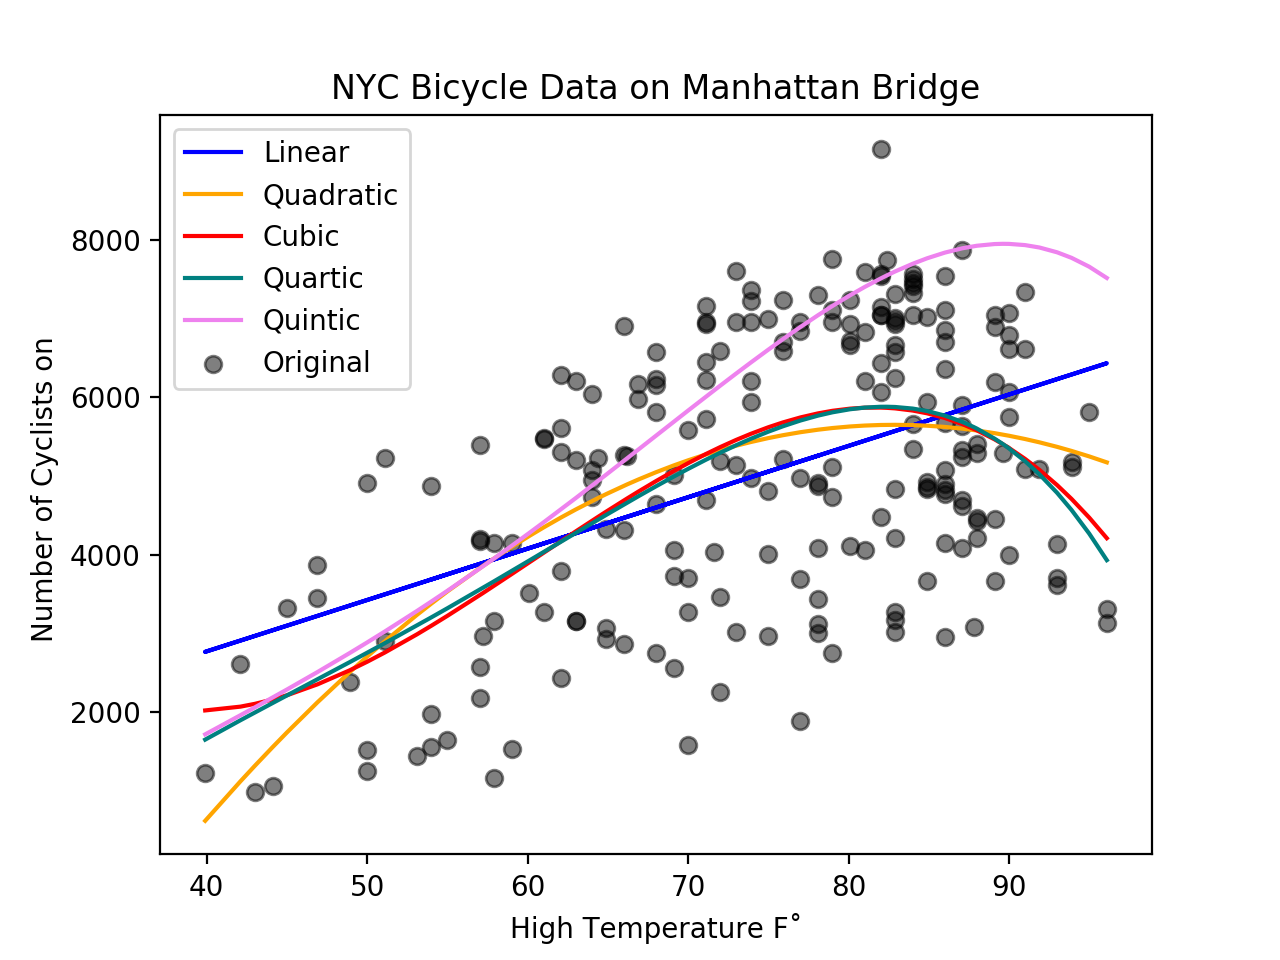 NYC Bicycle Data on Manhattan Bridge
Linear
Quadratic
Cubic
Quartic
Quintic
Original
8000
6000
4000
2000
Number of Cyclists on
40 50 60 70 80 90
High Temperature F˚